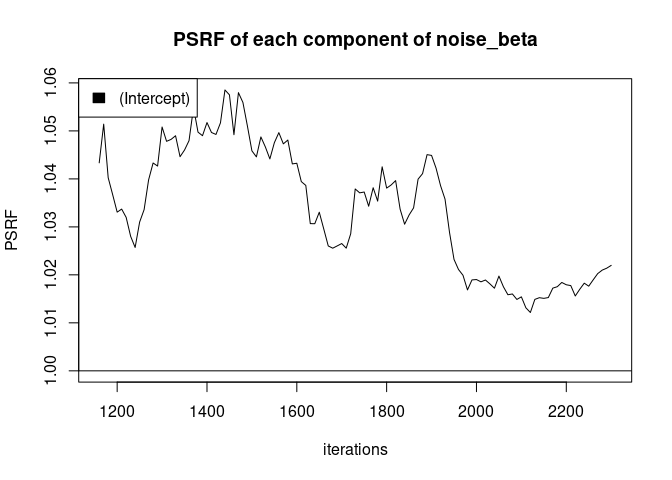 PSRF of each component of noise_beta
(Intercept)
PSRF
1.06
1.05
1.04
1.03
1.02
1.01
1.00
1200 1400 1600 1800 2000 2200
iterations